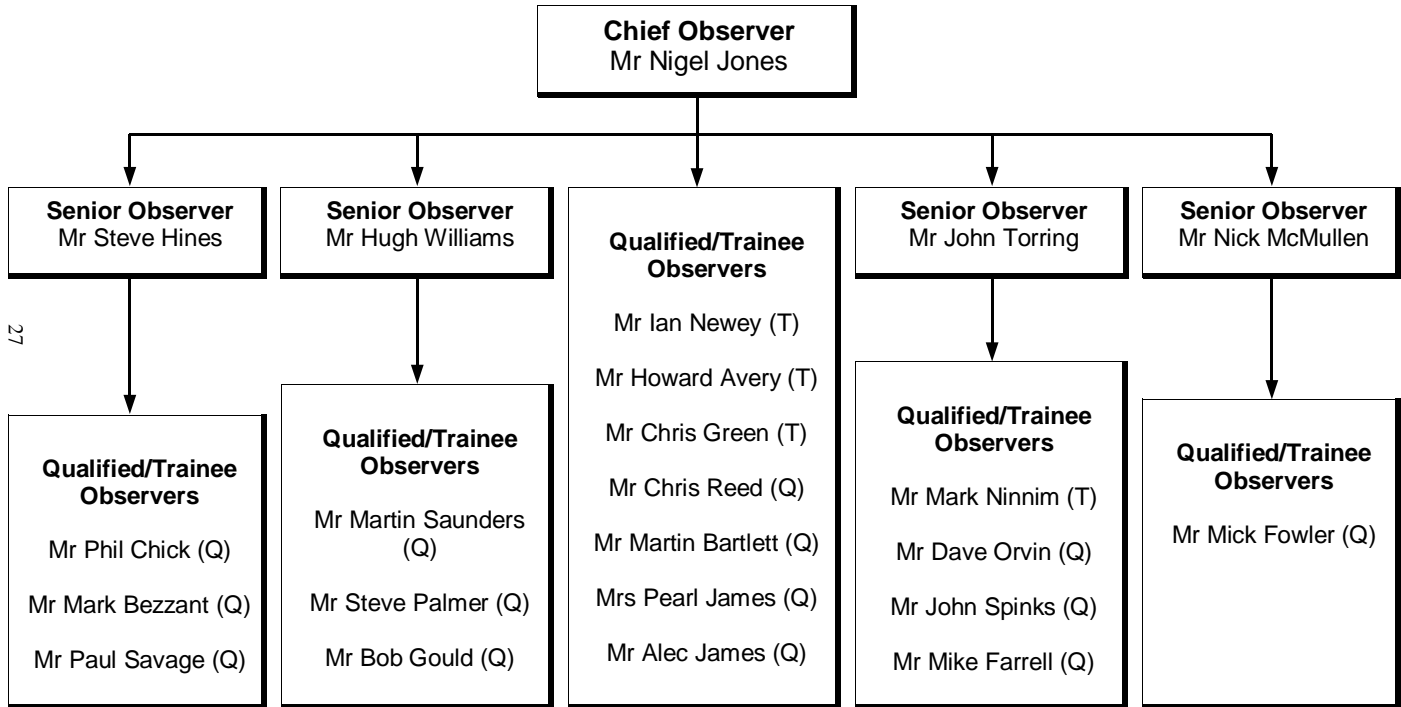 Chief Observer
Mr Nigel Jones
Senior Observer
Mr Steve Hines
Qualified/Trainee
Observers
Mr Phil Chick (Q)
Mr Mark Bezzant (Q)
Mr Paul Savage (Q)
Senior Observer
Mr Hugh Williams
Qualified/Trainee
Observers
Mr Martin Saunders
(Q)
Mr Steve Palmer (Q)
Mr Bob Gould (Q)
Qualified/Trainee
Observers
Mr Ian Newey (T)
Mr Howard Avery (T)
Mr Chris Green (T)
Mr Chris Reed (Q)
Mr Martin Bartlett (Q)
Mrs Pearl James (Q)
Mr Alec James (Q)
Senior Observer
Mr John Torring
Qualified/Trainee
Observers
Mr Mark Ninnim (T)
Mr Dave Orvin (Q)
Mr John Spinks (Q)
Mr Mike Farrell (Q)
Senior Observer
Mr Nick McMullen
Qualified/Trainee
Observers
Mr Mick Fowler (Q)
27